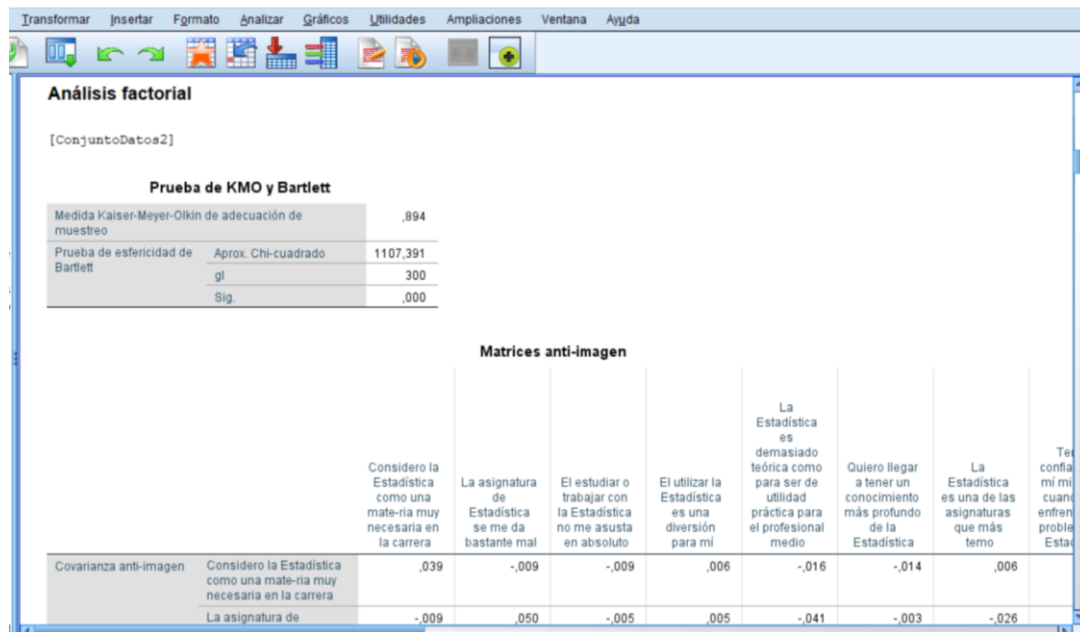 Transformar Insertar Formato Analizar Gráficos Utilidades Ampliaciones Ventana Ayuda
Análisis factorial
[ConjuntoDatos2]
Prueba de KMO y Bartlett
Medida Kaiser-Meyer-Olkin de adecuación de
muestreo
,894
Prueba de esfericidad de
Bartlett
Aprox. Chi-cuadrado 1107,391
gl 300
Sig. ,000
Matrices anti-imagen
Considero la
Estadística
como una
mate-ria muy
necesaria en
la carrera
La asignatura
de
Estadística
se me da
bastante mal
El estudiar o
trabajar con
la Estadística
no me asusta
en absoluto
El utilizar la
Estadística
es una
diversión
para mí
La
Estadística
es
demasiado
teórica como
para ser de
utilidad
práctica para
el profesional
medio
Quiero llegar
a tener un
conocimiento
más profundo
de la
Estadística
La
Estadística
es una de las
asignaturas
que más
temo
confia
mí mi
enfren
proble
Covarianza anti-imagen
Considero la Estadística
como una mate-ria muy
necesaria en la carrera
,039 -,009 -,009 ,006 -,016 -,014 ,006
La asignatura de
-,009 ,050 -,005 ,005 -,041 -,003 -,026